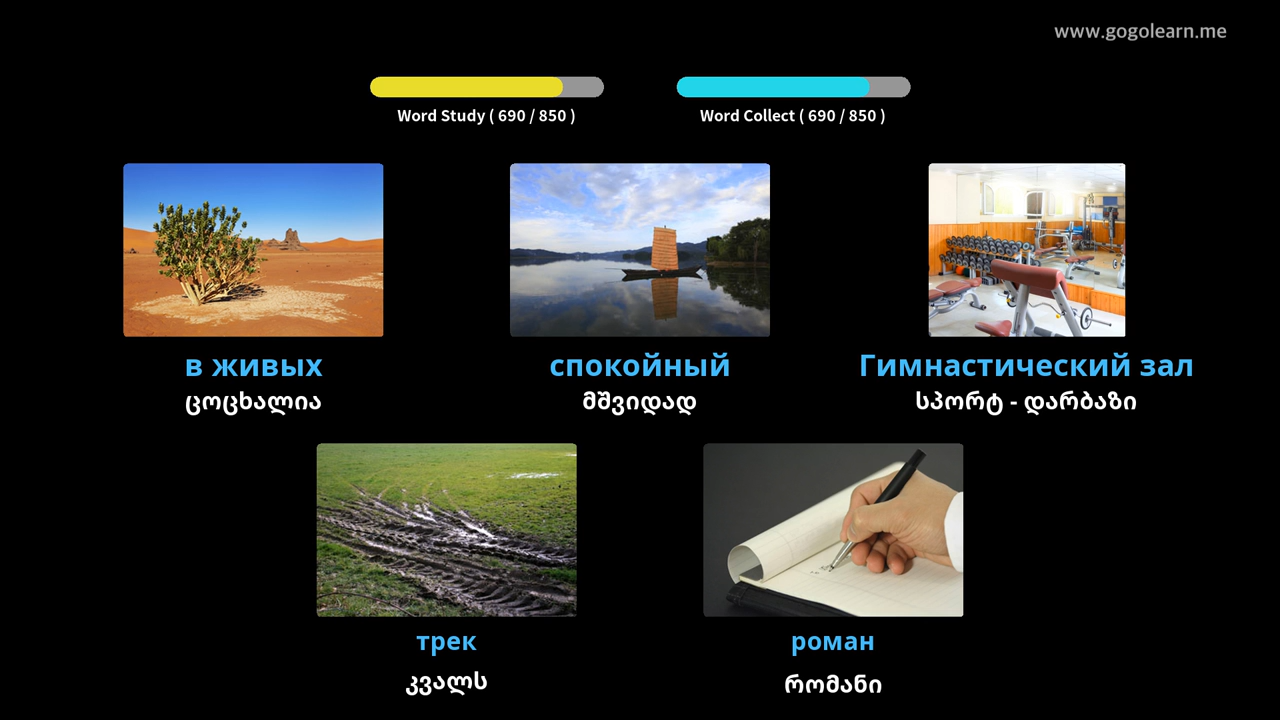 www.gogolearn.me
Word Study ( 690 / 850 )
Word Collect ( 690 / 850 )
в живых
ცოცხალია
спокойный
მშვიდად
Гимнастический зал
სპორტ - დარბაზი
трек
კვალს
роман
რომანი